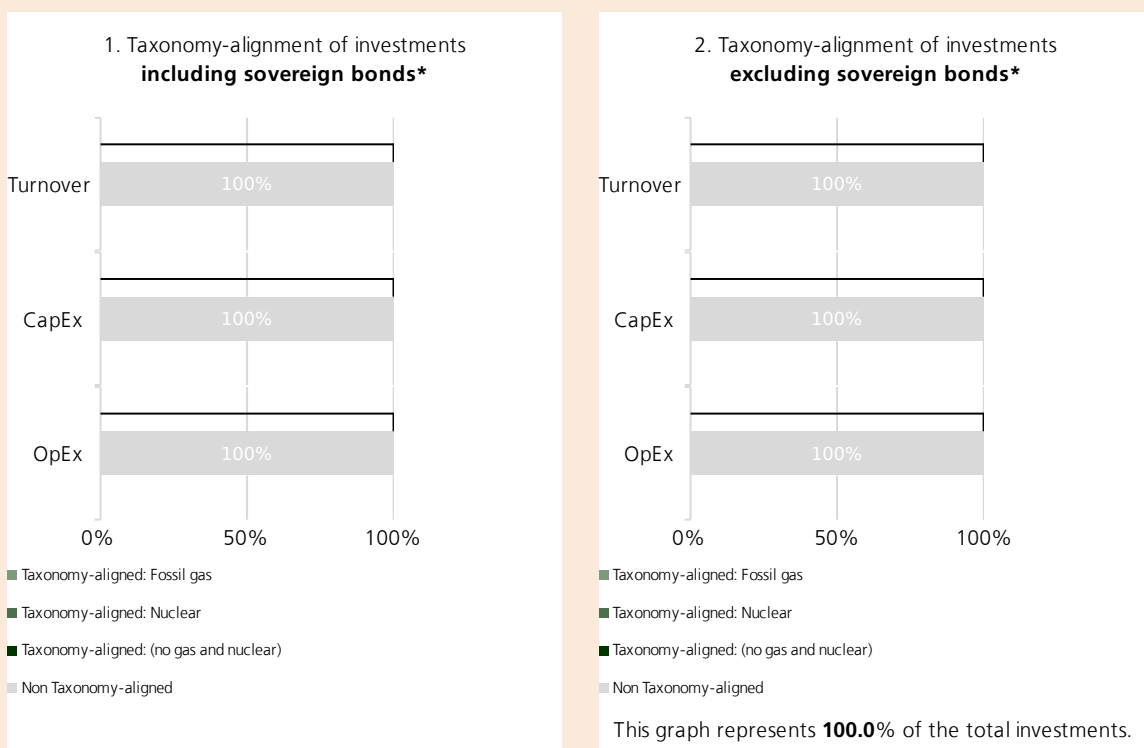 1. Taxonomy-alignment of investments
including sovereign bonds*
Turnover
100%
CapEx
100%
OpEx
100%
0% 50% 100%
Taxonomy-aligned: Fossil gas
Taxonomy-aligned: Nuclear
Taxonomy-aligned: (no gas and nuclear)
Non Taxonomy-aligned
2. Taxonomy-alignment of investments
excluding sovereign bonds*
Turnover
100%
CapEx
100%
OpEx
100%
0% 50% 100%
Taxonomy-aligned: Fossil gas
Taxonomy-aligned: Nuclear
Taxonomy-aligned: (no gas and nuclear)
Non Taxonomy-aligned
This graph represents 100.0% of the total investments.